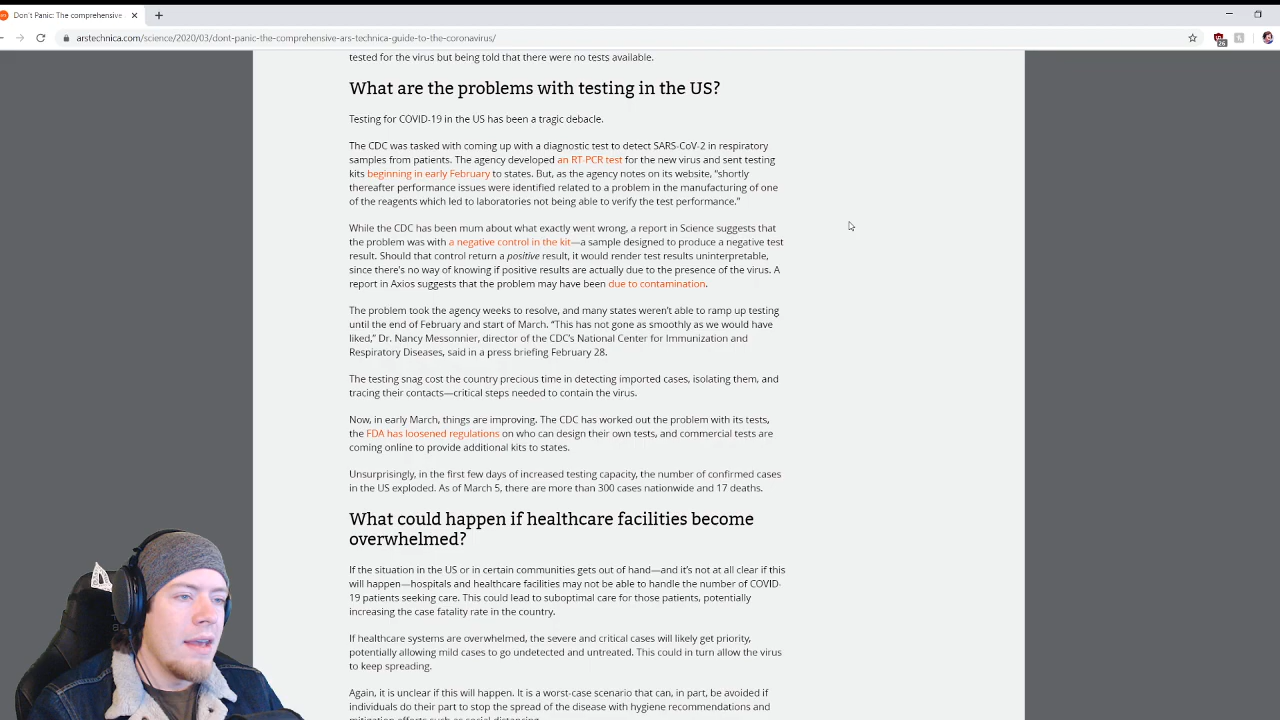 Don't Panic: The comprehensive
arstechnica.com/science/2020/03/dont-panic-the-comprehensive-ars-technica-guide-to-the-coronavirus/
26
tested for the virus but being told that there were no tests available.
What are the problems with testing in the US?
Testing for COVID-19 in the US has been a tragic debacle.
The CDC was tasked with coming up with a diagnostic test to detect SARS-CoV-2 in respiratory
samples from patients. The agency developed an RT-PCR test for the new virus and sent testing
kits beginning in early February to states. But, as the agency notes on its website, “shortly
thereafter performance issues were identified related to a problem in the manufacturing of one
of the reagents which led to laboratories not being able to verify the test performance.”
While the CDC has been mum about what exactly went wrong, a report in Science suggests that
the problem was with a negative control in the kit—a sample designed to produce a negative test
result. Should that control return a positive result, it would render test results uninterpretable,
since there's no way of knowing if positive results are actually due to the presence of the virus. A
report in Axios suggests that the problem may have been due to contamination.
The problem took the agency weeks to resolve, and many states weren't able to ramp up testing
until the end of February and start of March. “This has not gone as smoothly as we would have
liked,” Dr. Nancy Messonnier, director of the CDC's National Center for Immunization and
Respiratory Diseases, said in a press briefing February 28.
The testing snag cost the country precious time in detecting imported cases, isolating them, and
tracing their contacts—critical steps needed to contain the virus.
Now, in early March, things are improving. The CDC has worked out the problem with its tests,
the FDA has loosened regulations on who can design their own tests, and commercial tests are
coming online to provide additional kits to states.
Unsurprisingly, in the first few days of increased testing capacity, the number of confirmed cases
in the US exploded. As of March 5, there are more than 300 cases nationwide and 17 deaths.
What could happen if healthcare facilities become
overwhelmed?
If the situation in the US or in certain communities gets out of hand—and it's not at all clear if this
will happen—hospitals and healthcare facilities may not be able to handle the number of COVID-
19 patients seeking care. This could lead to suboptimal care for those patients, potentially
increasing the case fatality rate in the country.
If healthcare systems are overwhelmed, the severe and critical cases will likely get priority,
potentially allowing mild cases to go undetected and untreated. This could in turn allow the virus
to keep spreading.
Again, it is unclear if this will happen. It is a worst-case scenario that can, in part, be avoided if
individuals do their part to stop the spread of the disease with hygiene recommendations and
mitigation efforts such as social distancing.